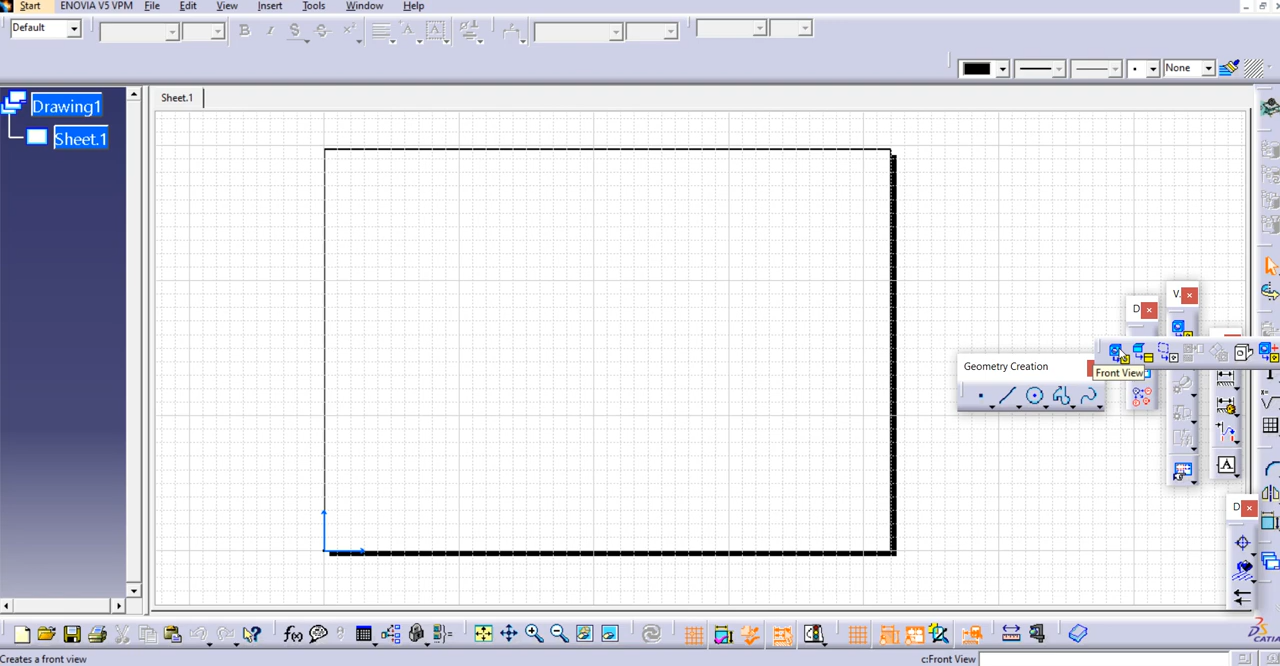 Start ENOVIA V5 VPM File Edit View Insert Tools Window Help
Default
None
Drawing1
Sheet.1
Sheet.1
V.
D
Front View
Geometry Creation
D
Creates a front view
c:Front View